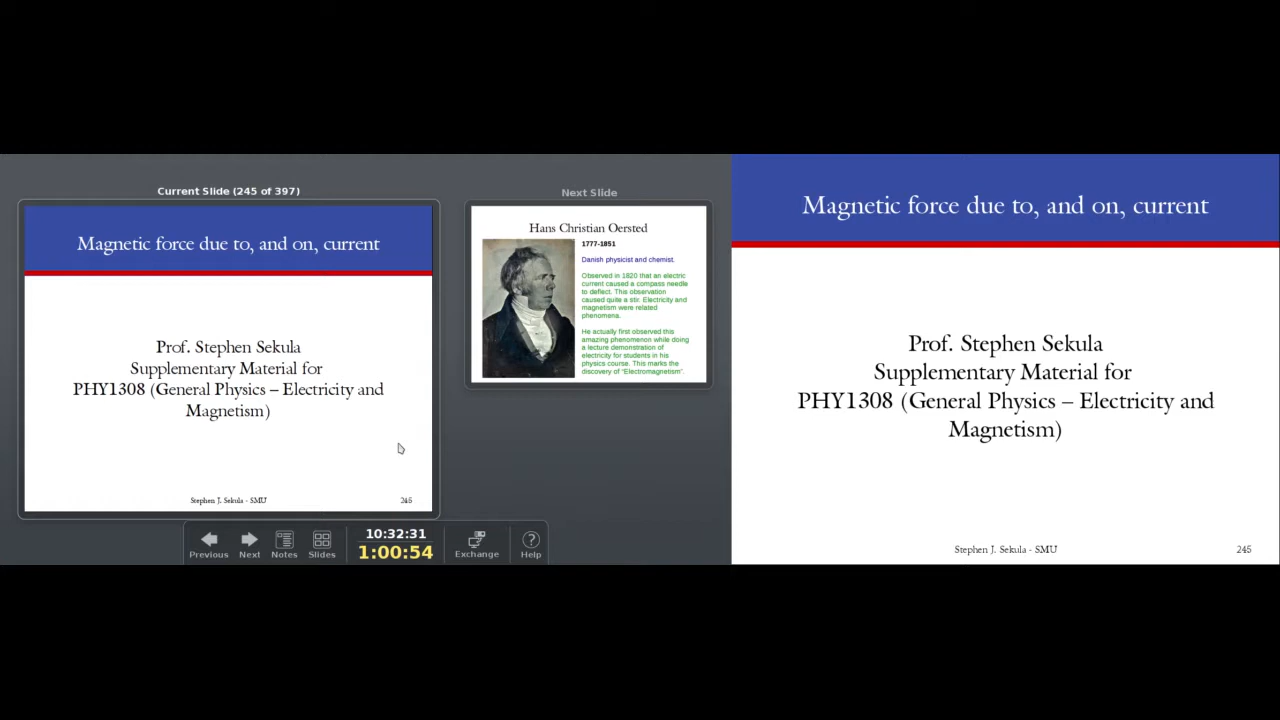 Current Slide (245 of 397)
Magnetic force due to, and on, current
Prof. Stephen Sekula
Supplementary Material for
PHY1308 (General Physics – Electricity and
Magnetism)
Stephen J. Sekula - SMU
245
Next Slide
Hans Christian Oersted
1777-1851
Danish physicist and chemist.
Observed in 1820 that an electric
current caused a compass needle
to deflect. This observation
caused quite a stir. Electricity and
magnetism were related
phenomena.
He actually first observed this
amazing phenomenon while doing
a lecture demonstration of
electricity for students in his
physics course. This marks the
discovery of "Electromagnetism".
Previous
Next
Notes
Slides
10:32:31
1:00:54
Exchange
Help
Magnetic force due to, and on, current
Prof. Stephen Sekula
Supplementary Material for
PHY1308 (General Physics – Electricity and
Magnetism)
Stephen J. Sekula - SMU
245